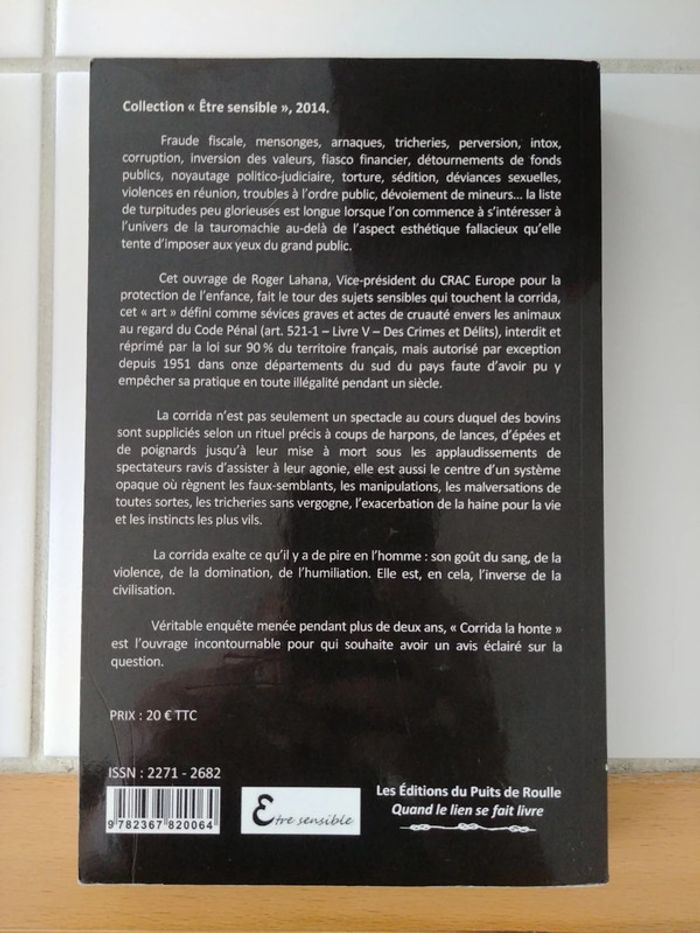 Collection « Être sensible », 2014.
Fraude fiscale, mensonges, arnaques, tricheries, perversion, intox,
corruption, inversion des valeurs, fiasco financier, détournements de fonds
publics, noyautage politico-judiciaire, torture, sédition, déviances sexuelles,
violences en réunion, troubles à l'ordre public, dévoiement de mineurs... la liste
de turpitudes peu glorieuses est longue lorsque l'on commence à s'intéresser à
l'univers de la tauromachie au-delà de l'aspect esthétique fallacieux qu'elle
tente d'imposer aux yeux du grand public.
Cet ouvrage de Roger Lahana, Vice-président du CRAC Europe pour la
protection de l'enfance, fait le tour des sujets sensibles qui touchent la corrida,
cet « art » défini comme sévices graves et actes de cruauté envers les animaux
au regard du Code Pénal (art. 521-1 – Livre V – Des Crimes et Délits), interdit et
réprimé par la loi sur 90 % du territoire français, mais autorisé par exception
depuis 1951 dans onze départements du sud du pays faute d'avoir pu y
empêcher sa pratique en toute illégalité pendant un siècle.
La corrida n'est pas seulement un spectacle au cours duquel des bovins
sont suppliciés selon un rituel précis à coups de harpons, de lances, d'épées et
de poignards jusqu'à leur mise à mort sous les applaudissements de
spectateurs ravis d'assister à leur agonie, elle est aussi le centre d'un système
opaque où règnent les faux-semblants, les manipulations, les malversations de
toutes sortes, les tricheries sans vergogne, l'exacerbation de la haine pour la vie
et les instincts les plus vils.
La corrida exalte ce qu'il y a de pire en l'homme : son goût du sang, de la
violence, de la domination, de l'humiliation. Elle est, en cela, l'inverse de la
civilisation.
Véritable enquête menée pendant plus de deux ans, « Corrida la honte »
est l'ouvrage incontournable pour qui souhaite avoir un avis éclairé sur la
question.
PRIX : 20 € TTC
ISSN : 2271 - 2682
9 782367 820064
Etre sensible
Les Éditions du Puits de Roulle
Quand le lien se fait livre